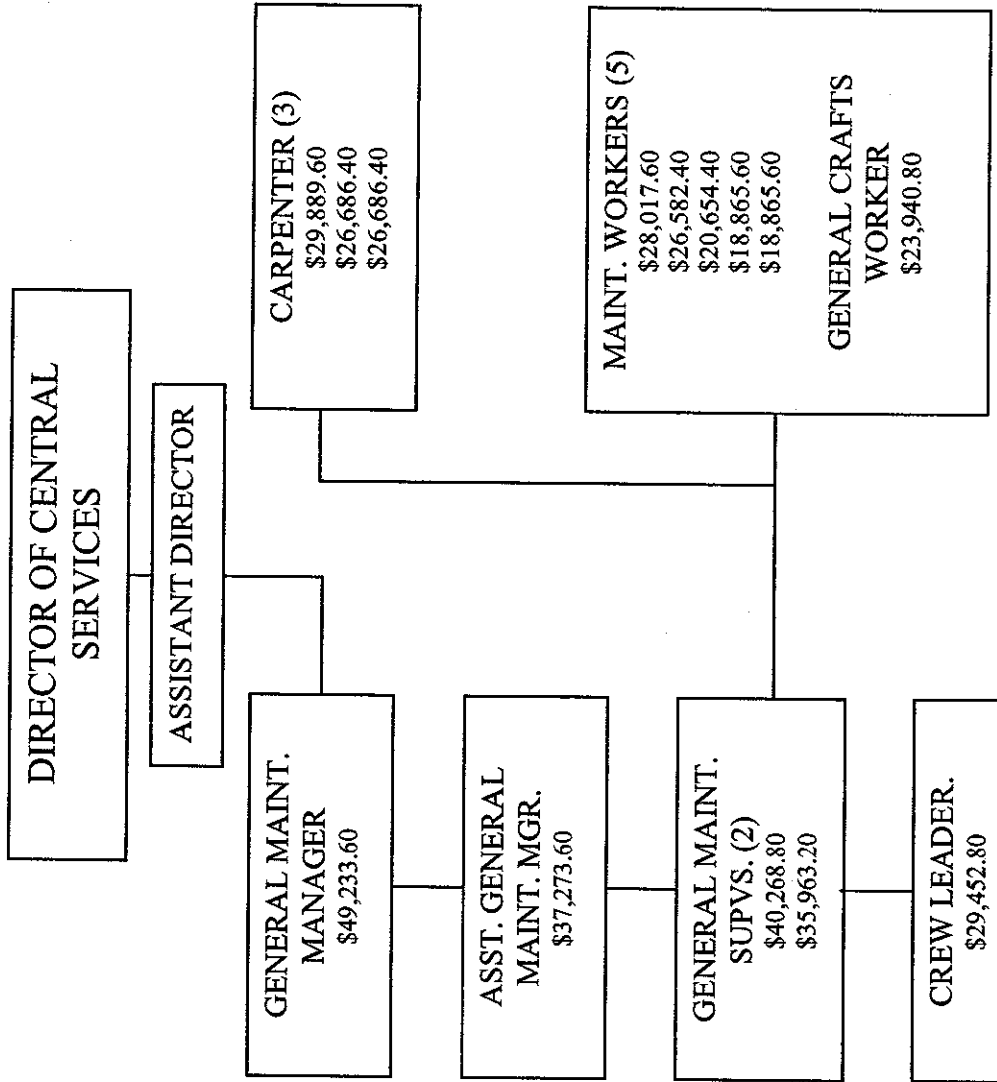 DIRECTOR OF CENTRAL
SERVICES
ASSISTANT DIRECTOR
GENERAL MAINT.
MANAGER
$49,233.60
ASST. GENERAL
MAINT. MGR.
$37,273.60
GENERAL MAINT.
SUPVS. (2)
$40,268.80
$35,963.20
CREW LEADER.
$29,452.80
CARPENTER (3)
$29,889.60
$26,686.40
$26,686.40
MAINT. WORKERS (5)
$28,017.60
$26,582.40
$20,654.40
$18,865.60
$18,865.60
GENERAL CRAFTS
WORKER
$23,940.80